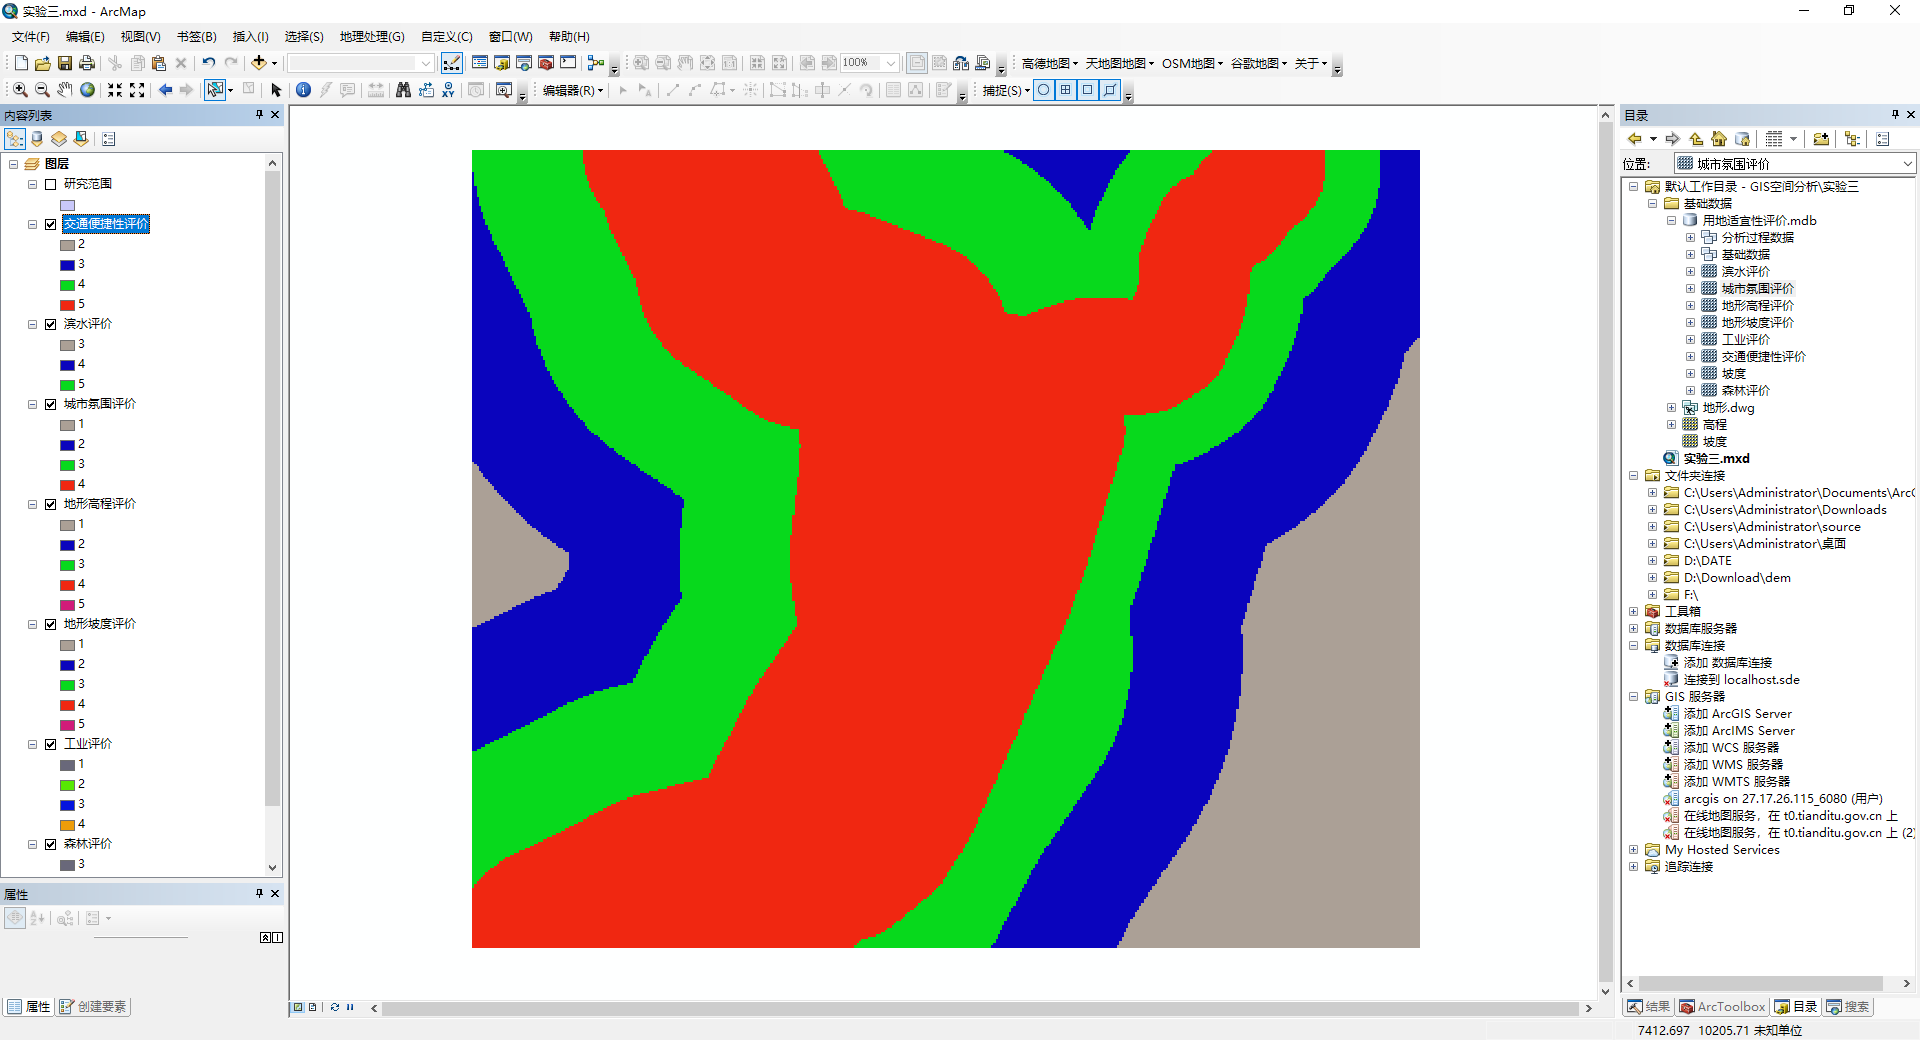 实验三.mxd - ArcMap
文件(F) 编辑(E) 视图(V) 书签(B) 插入(I) 选择(S) 地理处理(G) 自定义(C) 窗口(W) 帮助(H)
100% 高德地图 天地图地图 OSM地图 谷歌地图 关于
编辑器(R) 捕捉(S)
内容列表
图层
研究范围
交通便捷性评价
2
3
4
5
滨水评价
3
4
5
城市氛围评价
1
2
3
4
地形高程评价
1
2
3
4
5
地形坡度评价
1
2
3
4
5
工业评价
1
2
3
4
森林评价
3
属性
属性 创建要素
目录
位置: 城市氛围评价
默认工作目录 - GIS空间分析\实验三
基础数据
用地适宜性评价.mdb
分析过程数据
基础数据
滨水评价
城市氛围评价
地形高程评价
地形坡度评价
工业评价
交通便捷性评价
坡度
森林评价
地形.dwg
高程
坡度
实验三.mxd
文件夹连接
C:\Users\Administrator\Documents\ArcG
C:\Users\Administrator\Downloads
C:\Users\Administrator\source
C:\Users\Administrator\桌面
D:\DATE
D:\Download\dem
F:\
工具箱
数据库服务器
数据库连接
添加 数据库连接
连接到 localhost.sde
GIS 服务器
添加 ArcGIS Server
添加 ArcIMS Server
添加 WCS 服务器
添加 WMS 服务器
添加 WMTS 服务器
arcgis on 27.17.26.115_6080 (用户)
在线地图服务，在 t0.tianditu.gov.cn 上
在线地图服务，在 t0.tianditu.gov.cn 上 (2)
My Hosted Services
追踪连接
结果 ArcToolbox 目录 搜索
7412.697 10205.71 未知单位